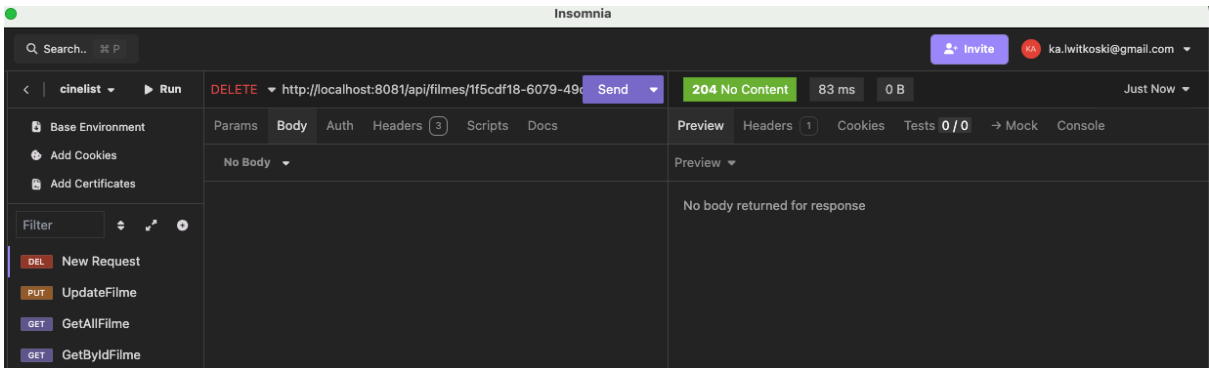 Insomnia
Search.. ⌘ P
Invite
KA
ka.lwitkoski@gmail.com
cinelist
Run
DELETE
http://localhost:8081/api/filmes/1f5cdf18-6079-49c
Send
204 No Content
83 ms
0 B
Just Now
Base Environment
Add Cookies
Add Certificates
Params Body Auth Headers 3 Scripts Docs
Preview Headers 1 Cookies Tests 0 / 0 → Mock Console
No Body
Preview
No body returned for response
Filter
DEL New Request
PUT UpdateFilme
GET GetAllFilme
GET GetByIdFilme